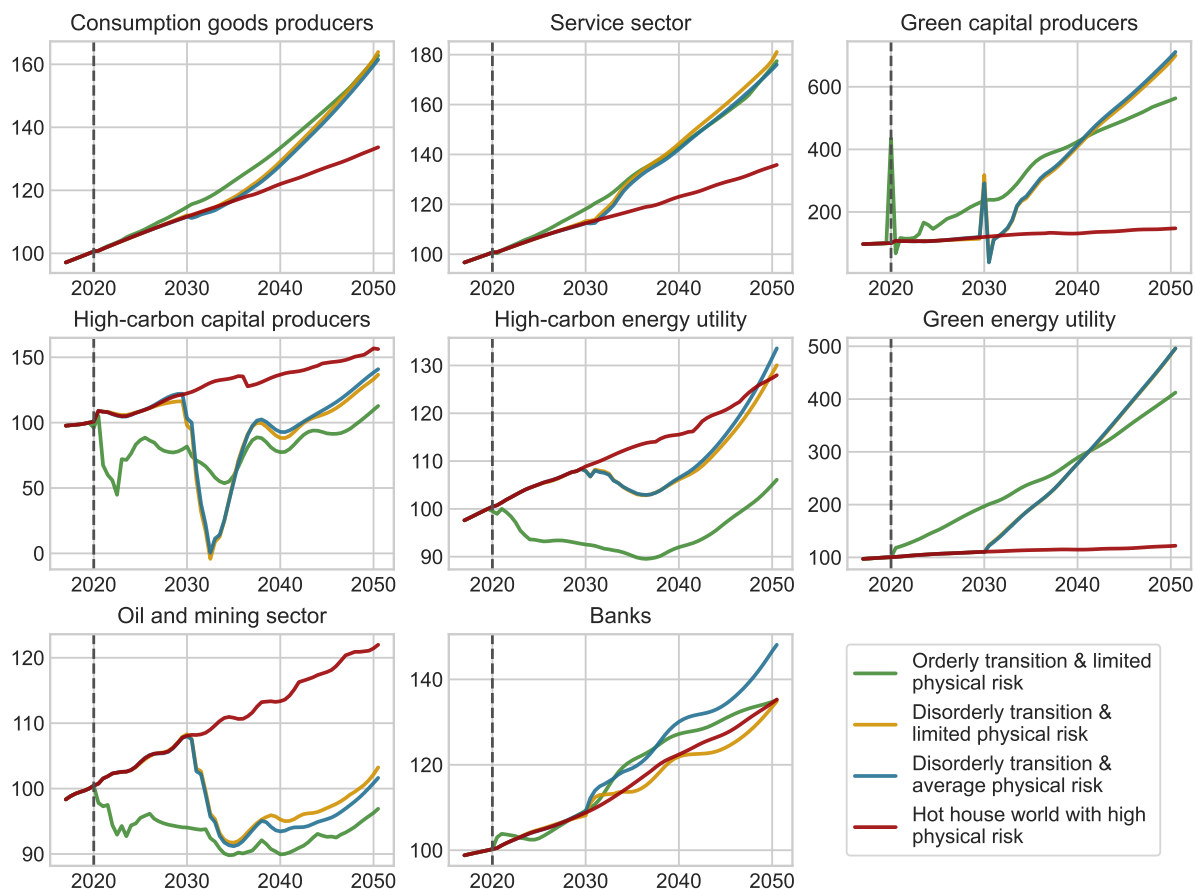 Consumption goods producers
160
140
120
100
2020 2030 2040 2050
Service sector
180
160
140
120
100
2020 2030 2040 2050
Green capital producers
600
400
200
2020 2030 2040 2050
High-carbon capital producers
150
100
50
0
2020 2030 2040 2050
High-carbon energy utility
130
120
110
100
90
2020 2030 2040 2050
Green energy utility
500
400
300
200
100
2020 2030 2040 2050
Oil and mining sector
120
110
100
90
2020 2030 2040 2050
Banks
140
120
100
2020 2030 2040 2050
Orderly transition & limited
physical risk
Disorderly transition &
limited physical risk
Disorderly transition &
average physical risk
Hot house world with high
physical risk